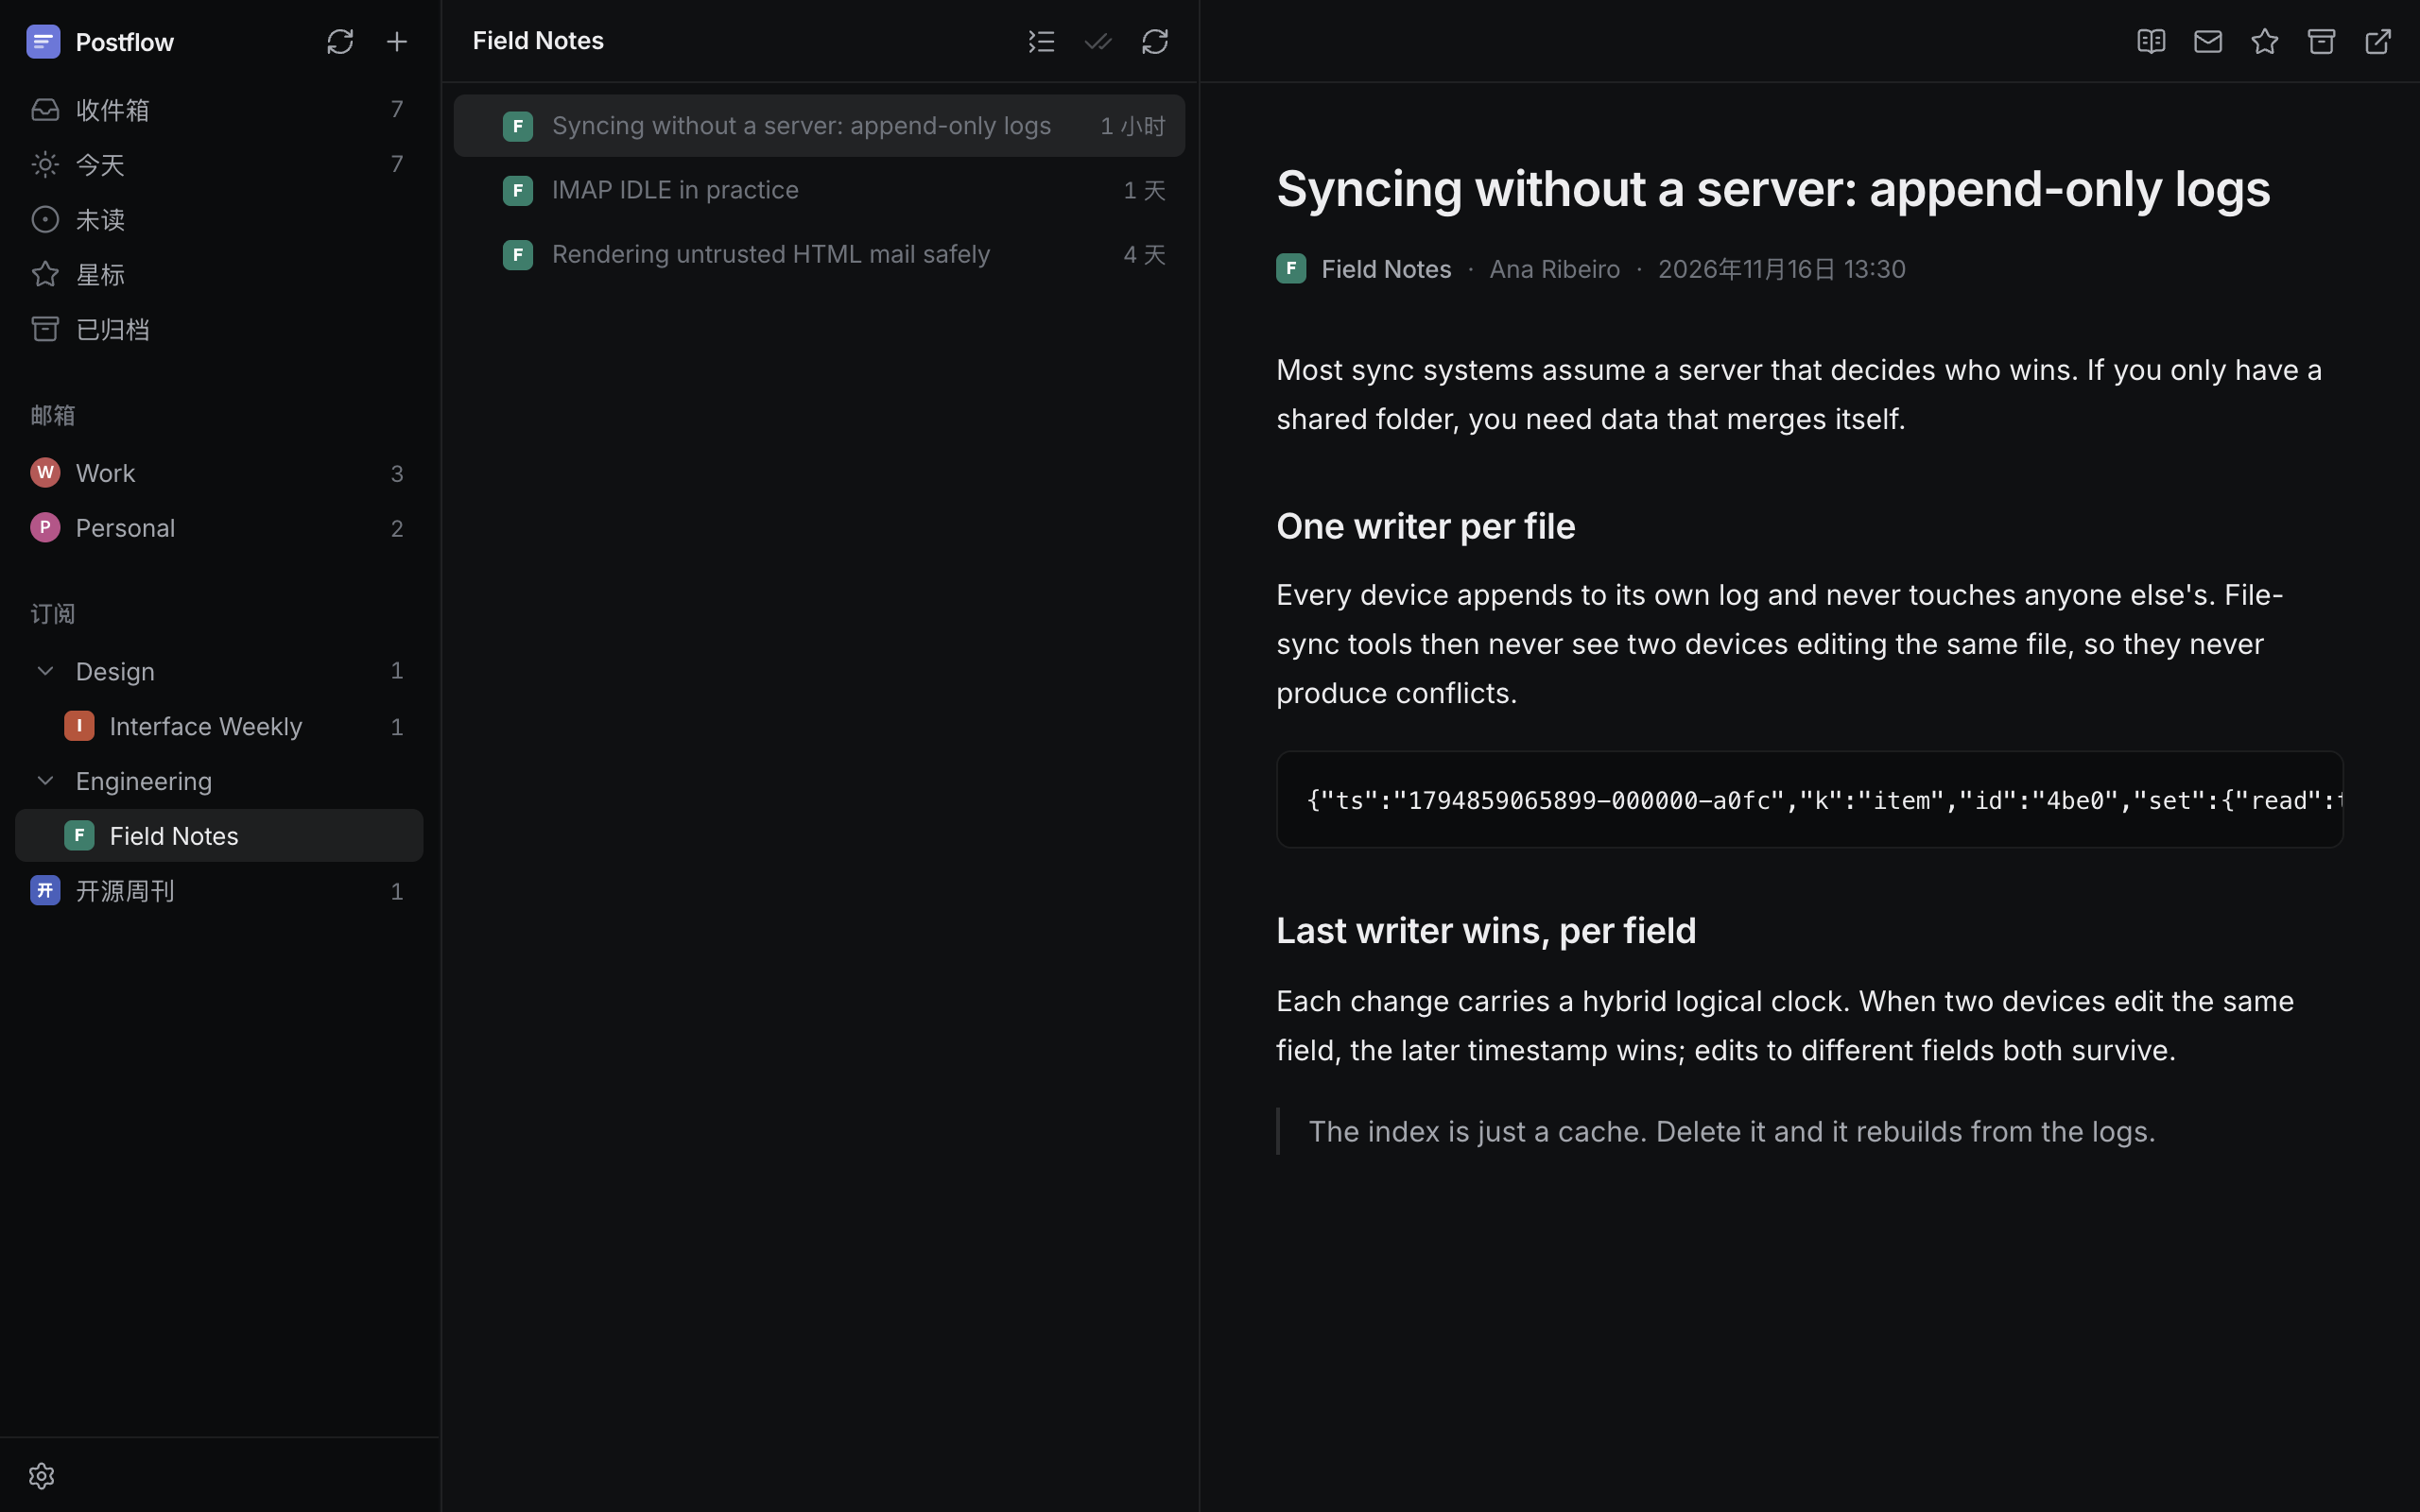 Postflow
收件箱 7
今天 7
未读
星标
已归档
邮箱
W Work 3
P Personal 2
订阅
Design 1
I Interface Weekly 1
Engineering
F Field Notes
开 开源周刊 1
Field Notes
F Syncing without a server: append-only logs 1 小时
F IMAP IDLE in practice 1 天
F Rendering untrusted HTML mail safely 4 天
Syncing without a server: append-only logs
F Field Notes · Ana Ribeiro · 2026年11月16日 13:30
Most sync systems assume a server that decides who wins. If you only have a
shared folder, you need data that merges itself.
One writer per file
Every device appends to its own log and never touches anyone else's. File-
sync tools then never see two devices editing the same file, so they never
produce conflicts.
{"ts":"1794859065899-000000-a0fc","k":"item","id":"4be0","set":{"read":
Last writer wins, per field
Each change carries a hybrid logical clock. When two devices edit the same
field, the later timestamp wins; edits to different fields both survive.
The index is just a cache. Delete it and it rebuilds from the logs.